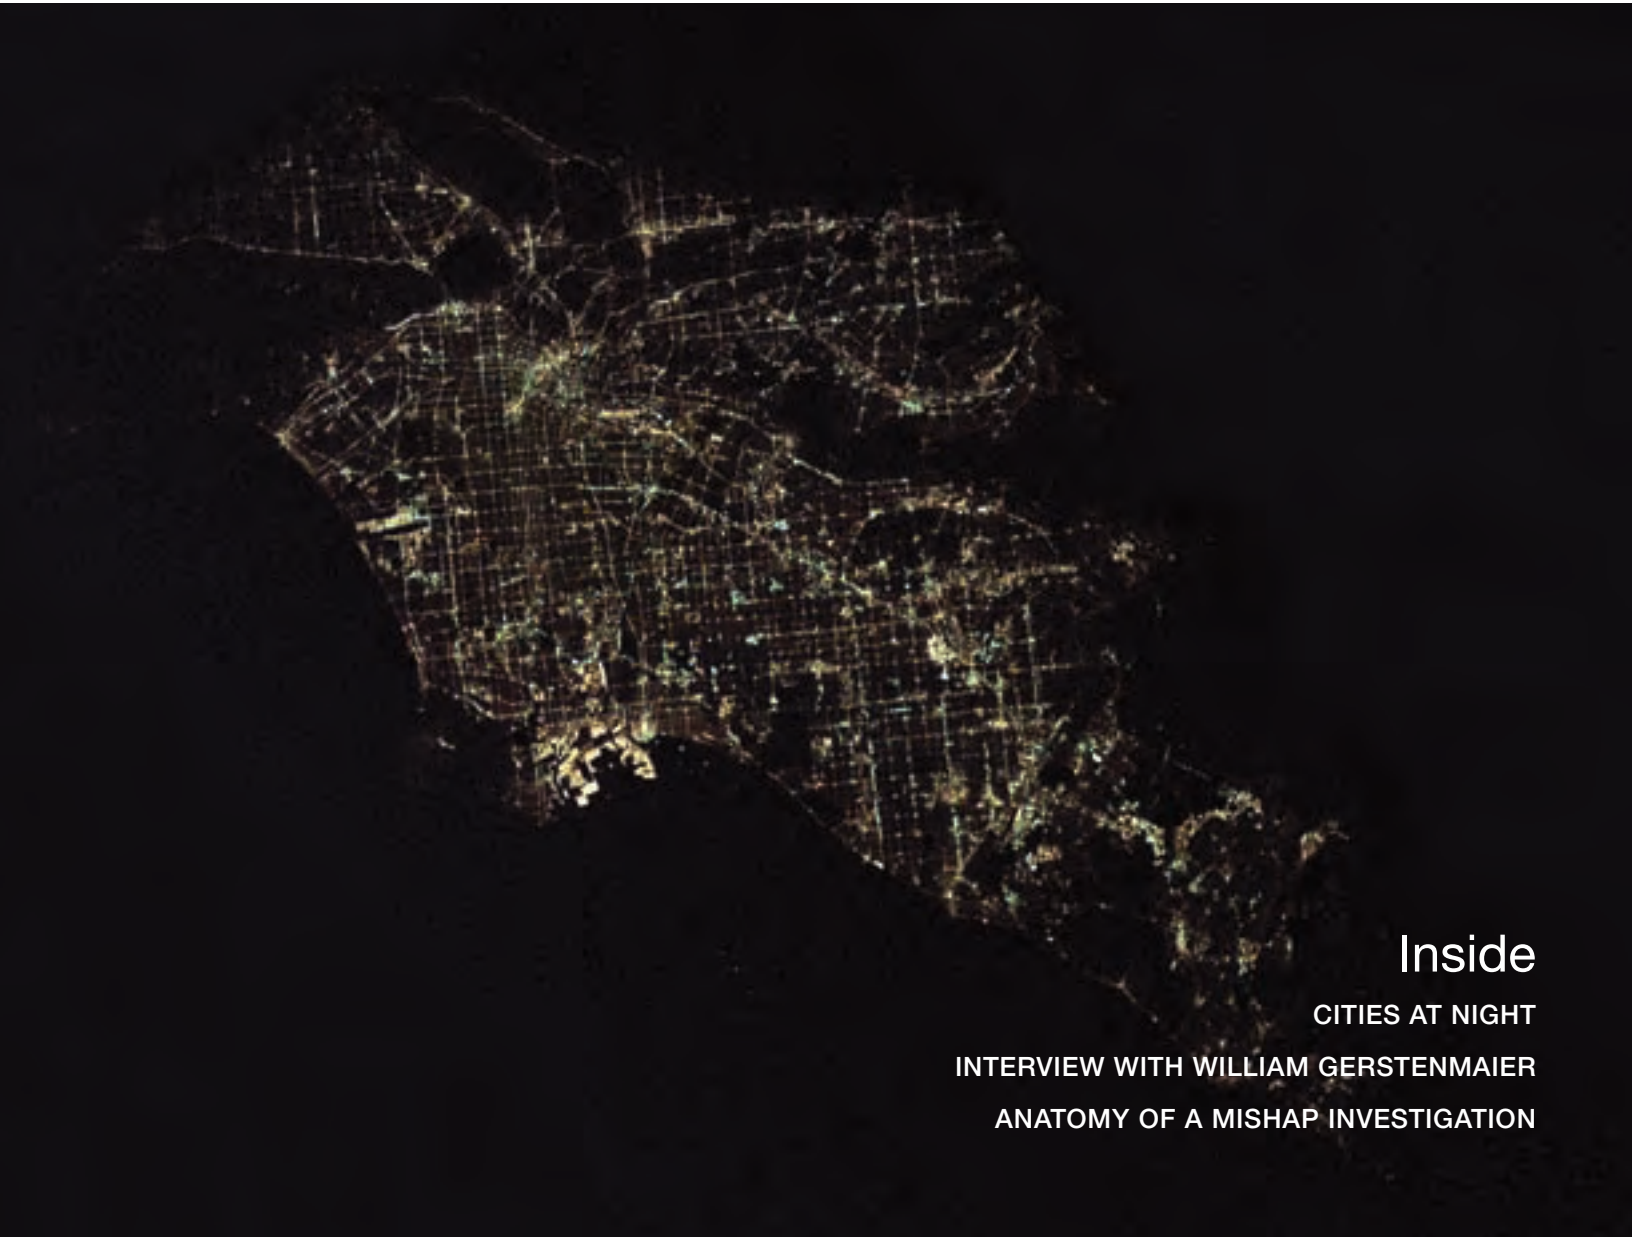 Inside
CITIES AT NIGHT
INTERVIEW WITH WILLIAM GERSTENMAIER
ANATOMY OF A MISHAP INVESTIGATION